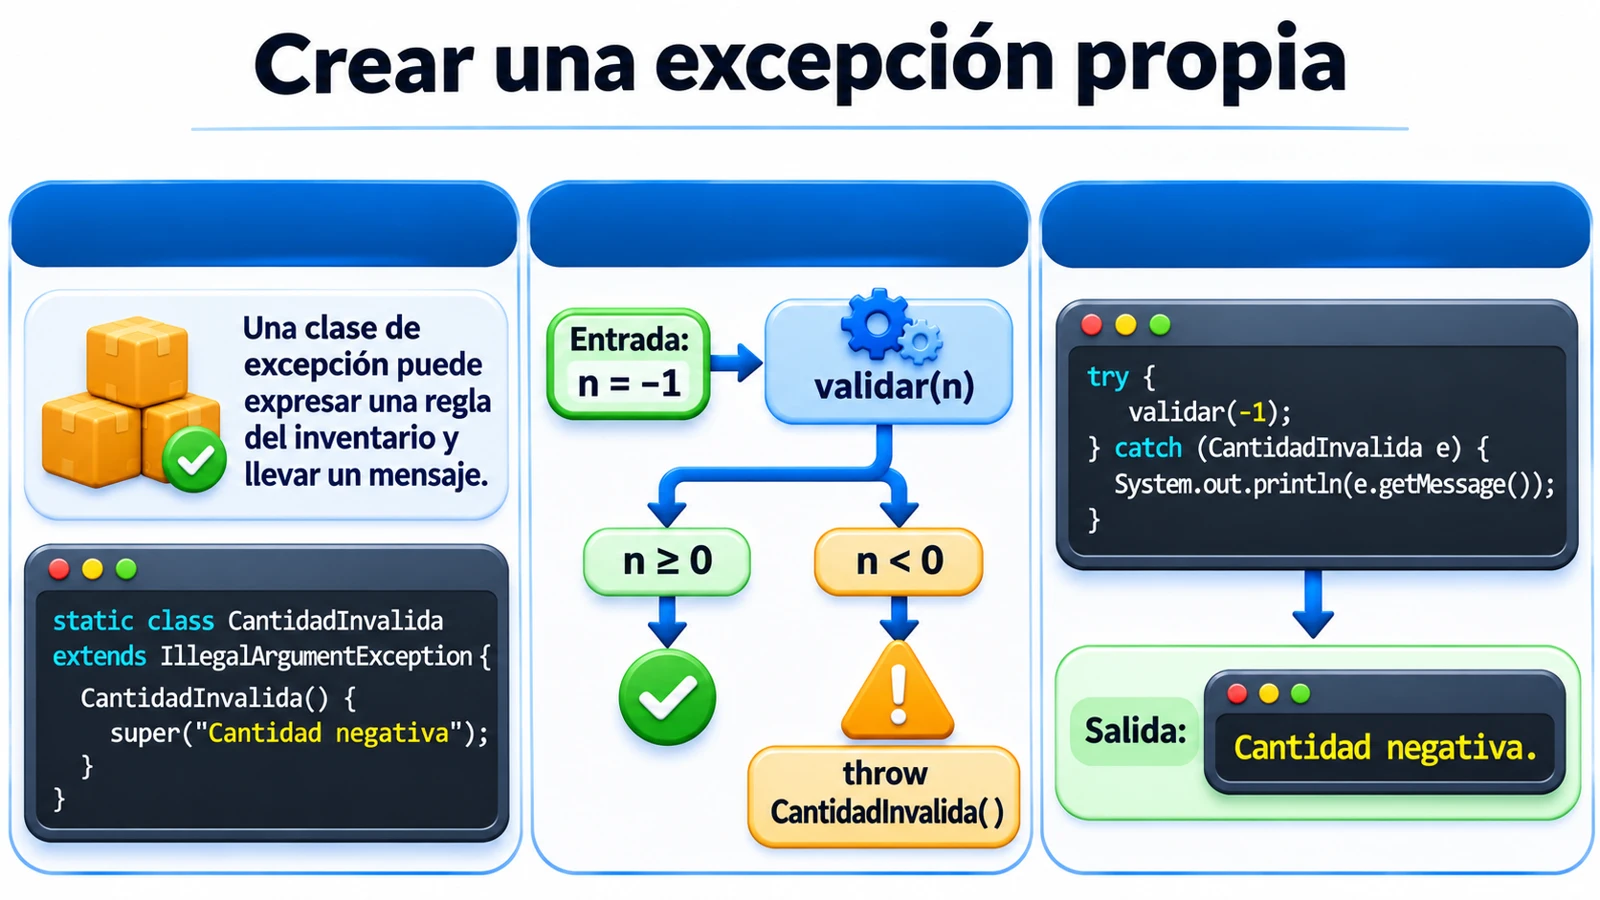 Crear una excepción propia
Una clase de
excepción puede
expresar una regla
del inventario y
llevar un mensaje.
static class CantidadInvalida
extends IllegalArgumentException {
CantidadInvalida() {
super("Cantidad negativa");
}
}
Entrada:
n = −1
validar(n)
n ≥ 0
n < 0
throw
CantidadInvalida()
try {
validar(-1);
} catch (CantidadInvalida e) {
System.out.println(e.getMessage());
}
Salida:
Cantidad negativa.